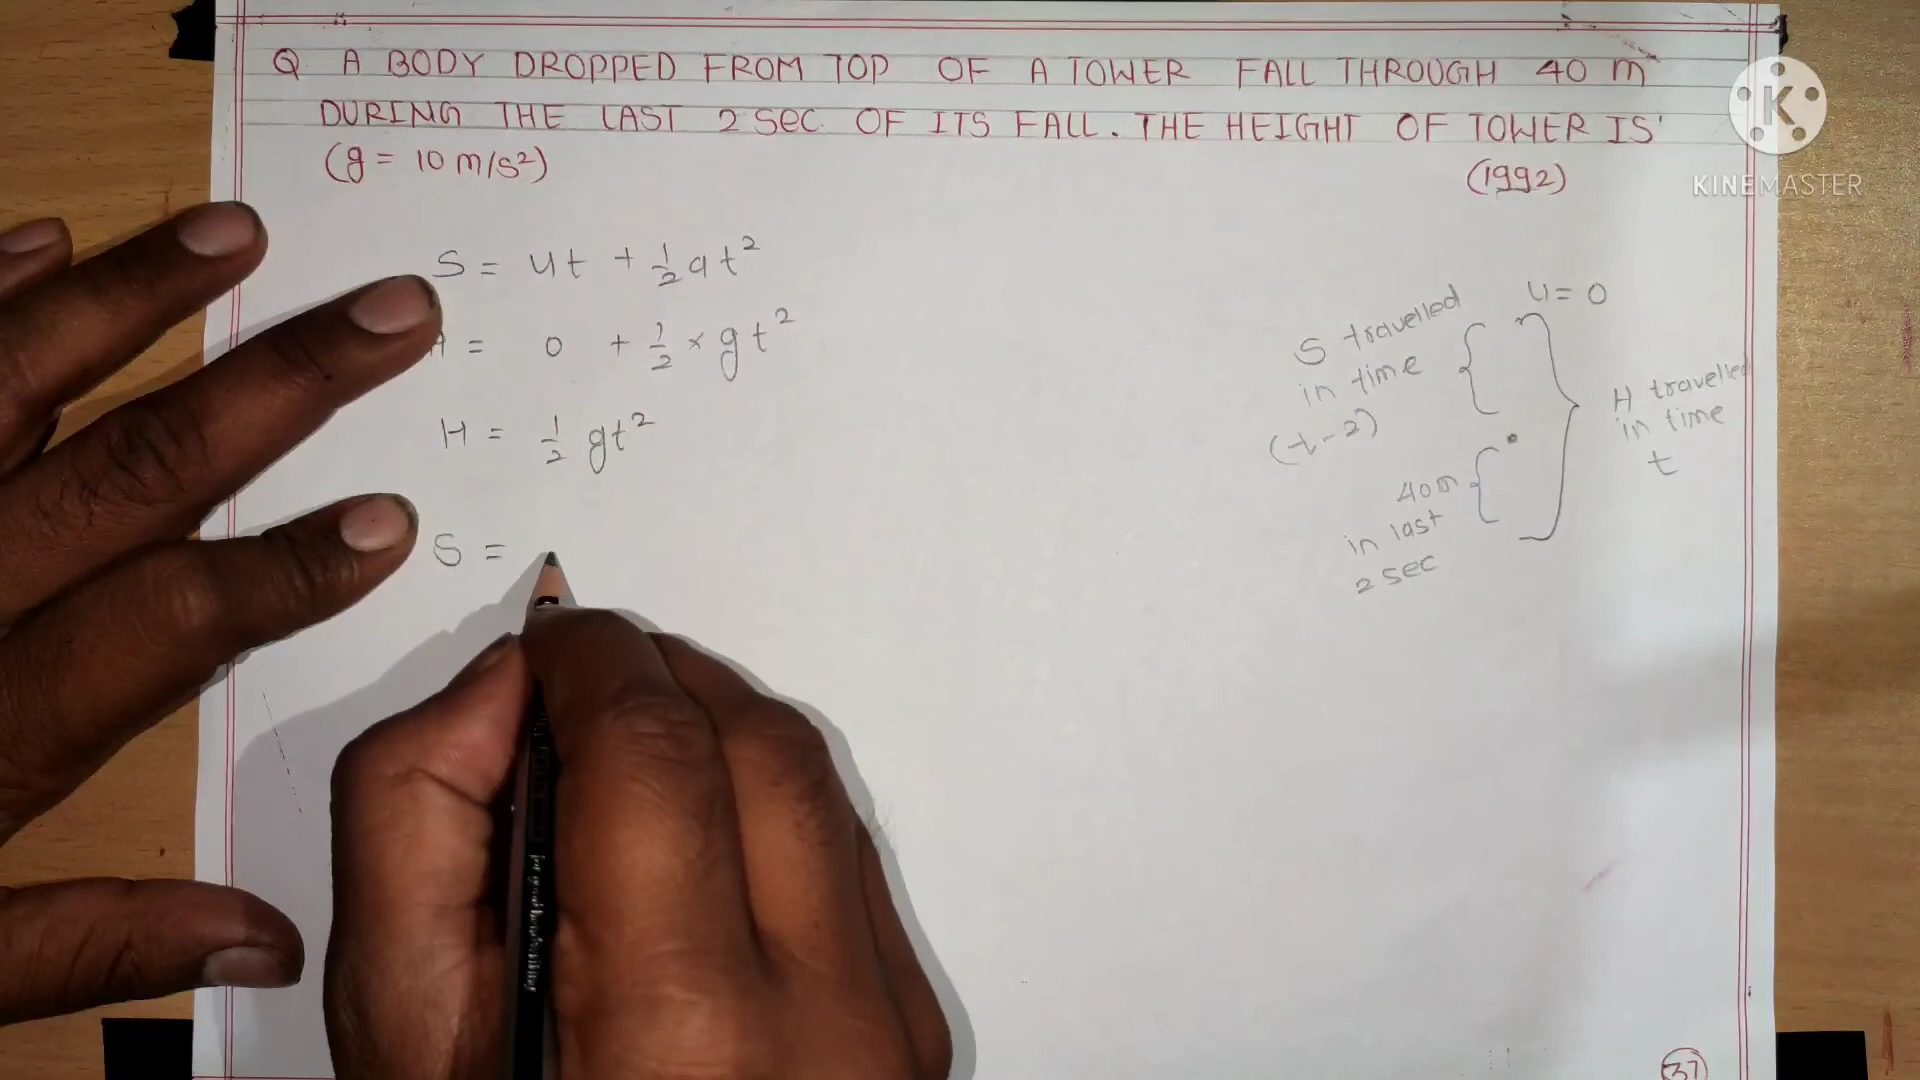 Q A BODY DROPPED FROM TOP OF A TOWER FALL THROUGH 40 m
DURING THE LAST 2 SEC. OF ITS FALL. THE HEIGHT OF TOWER IS
(g = 10 m/s²)
(1992)
KINEMASTER
S = ut + 1/2 at²
= 0 + 1/2 × gt²
H = 1/2 gt²
S =
u = 0
S travelled
in time
(t-2)
H travelled
in time
t
40m
in last
2 sec
37